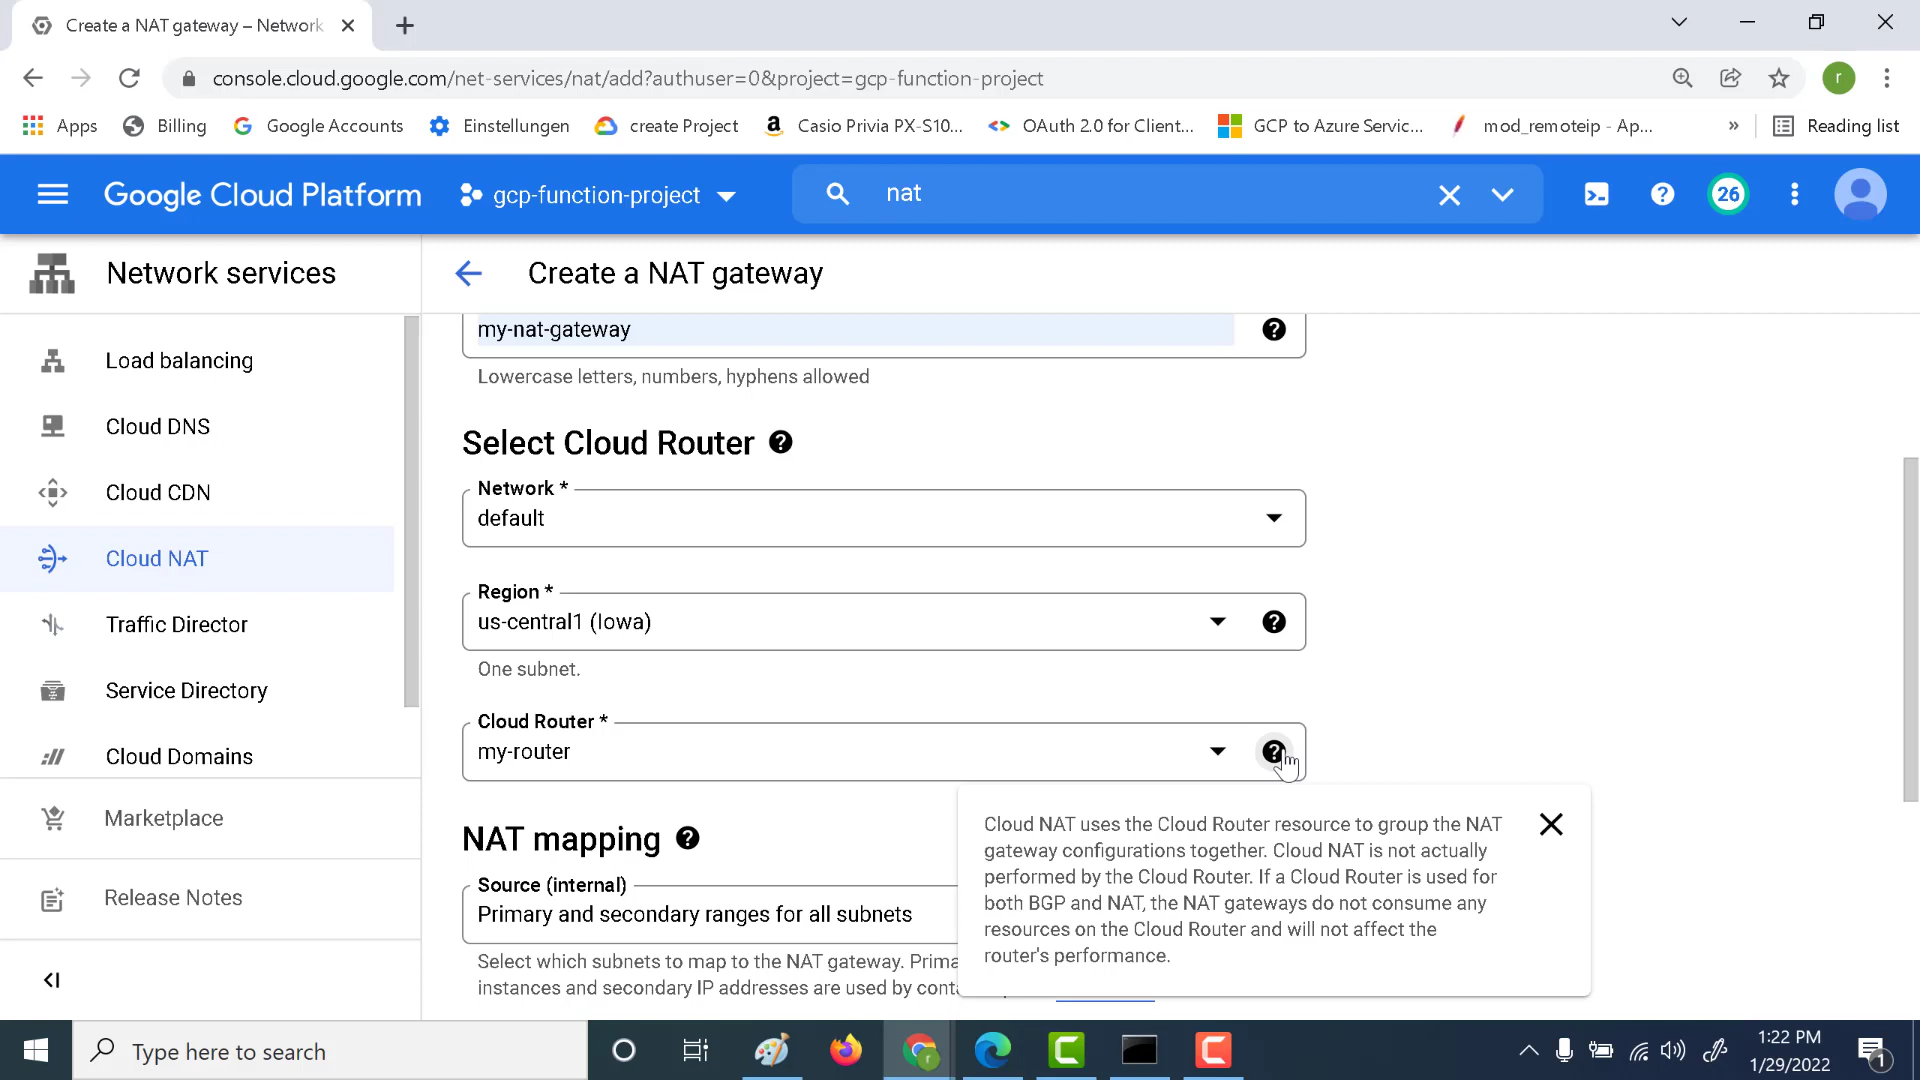 Create a NAT gateway – Network
console.cloud.google.com/net-services/nat/add?authuser=0&project=gcp-function-project
r
Apps
Billing
Google Accounts
Einstellungen
create Project
Casio Privia PX-S10...
OAuth 2.0 for Client...
GCP to Azure Servic...
mod_remoteip - Ap...
»
Reading list
Google Cloud Platform
gcp-function-project
nat
26
Network services
Create a NAT gateway
Load balancing
Cloud DNS
Cloud CDN
Cloud NAT
Traffic Director
Service Directory
Cloud Domains
Marketplace
Release Notes
my-nat-gateway
Lowercase letters, numbers, hyphens allowed
Select Cloud Router
Network *
default
Region *
us-central1 (Iowa)
One subnet.
Cloud Router *
my-router
Cloud NAT uses the Cloud Router resource to group the NAT
gateway configurations together. Cloud NAT is not actually
performed by the Cloud Router. If a Cloud Router is used for
both BGP and NAT, the NAT gateways do not consume any
resources on the Cloud Router and will not affect the
router's performance.
NAT mapping
Source (internal)
Primary and secondary ranges for all subnets
Select which subnets to map to the NAT gateway. Prima
instances and secondary IP addresses are used by cont
Type here to search
1:22 PM
1/29/2022
1